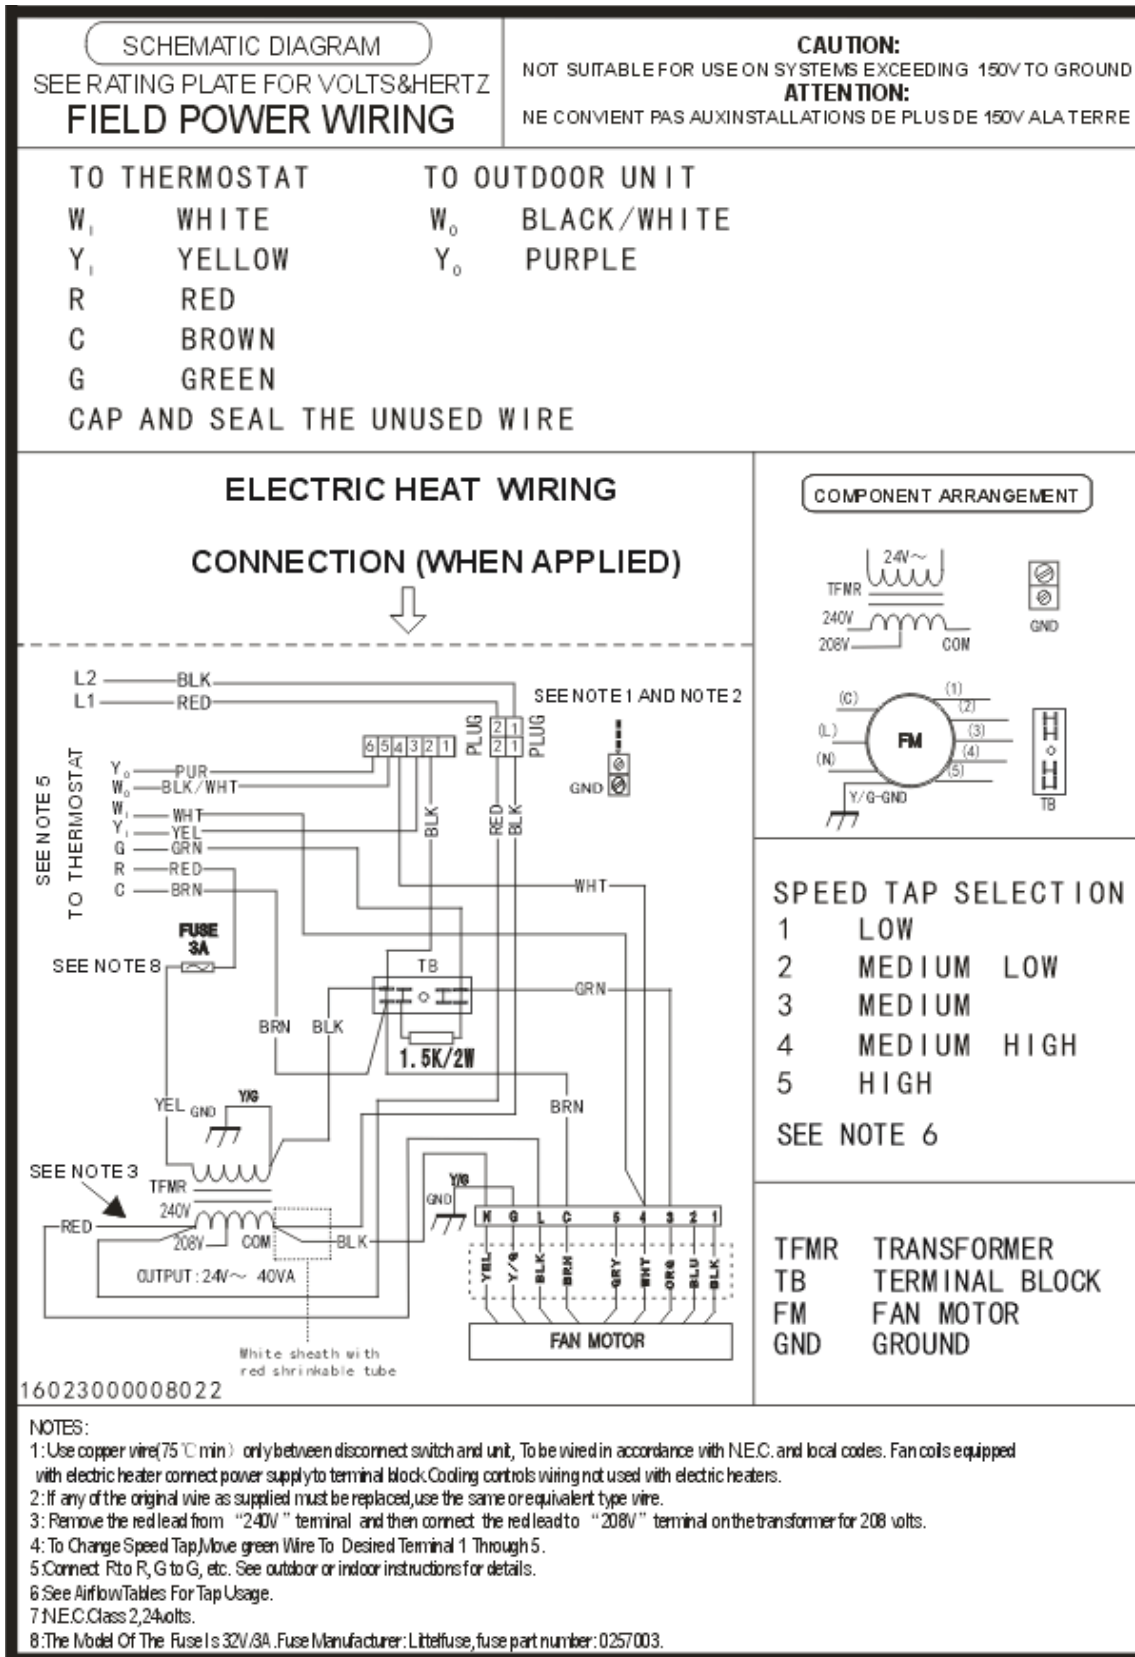 SCHEMATIC DIAGRAM
SEE RATING PLATE FOR VOLTS&HERTZ
FIELD POWER WIRING
CAUTION:
NOT SUITABLE FOR USE ON SYSTEMS EXCEEDING 150V TO GROUND
ATTENTION:
NE CONVIENT PAS AUXINSTALLATIONS DE PLUS DE 150V ALATERRE
TO THERMOSTAT
W₁ WHITE
Y₁ YELLOW
R RED
C BROWN
G GREEN
TO OUTDOOR UNIT
W₀ BLACK/WHITE
Y₀ PURPLE
CAP AND SEAL THE UNUSED WIRE
ELECTRIC HEAT WIRING
CONNECTION (WHEN APPLIED)
L2 BLK
L1 RED
SEE NOTE 1 AND NOTE 2
PLUG
2 1
2 1
PLUG
6 5 4 3 2 1
GND
SEE NOTE 5
TO THERMOSTAT
Y₀ PUR
W₀ BLK/WHT
W₁ WHT
Y₁ YEL
G GRN
R RED
C BRN
BLK
RED
BLK
WHT
FUSE
3A
SEE NOTE 8
TB
GRN
BRN
BLK
1.5K/2W
BRN
YEL
GND
Y/G
SEE NOTE 3
TFMR
240V
RED
208V
COM
BLK
OUTPUT: 24V～ 40VA
Y/G
GND
N G L C 5 4 3 2 1
YEL
Y/G
BLK
BRN
GRY
WHT
ORG
BLU
BLK
FAN MOTOR
White sheath with
red shrinkable tube
16023000008022
COMPONENT ARRANGEMENT
24V～
TFMR
240V
208V
COM
GND
(C)
(L)
(N)
FM
(1)
(2)
(3)
(4)
(5)
Y/G-GND
TB
SPEED TAP SELECTION
1 LOW
2 MEDIUM LOW
3 MEDIUM
4 MEDIUM HIGH
5 HIGH
SEE NOTE 6
TFMR TRANSFORMER
TB TERMINAL BLOCK
FM FAN MOTOR
GND GROUND
NOTES:
1: Use copper wire(75 ℃ min） only between disconnect switch and unit, To be wired in accordance with N.E.C. and local codes. Fan coils equipped
with electric heater connect power supply to terminal block.Cooling controls wiring not used with electric heaters.
2: If any of the original wire as supplied must be replaced,use the same or equivalent type wire.
3: Remove the red lead from “240V” terminal and then connect the red lead to “208V” terminal on the transformer for 208 volts.
4: To Change Speed Tap,Move green Wire To Desired Terminal 1 Through 5.
5:Connect R to R, G to G, etc. See outdoor or indoor instructions for details.
6:See Airflow Tables For Tap Usage.
7:N.E.C.Class 2,24volts.
8:The Model Of The Fuse Is 32V/3A .Fuse Manufacturer: Littelfuse, fuse part number: 0257003.